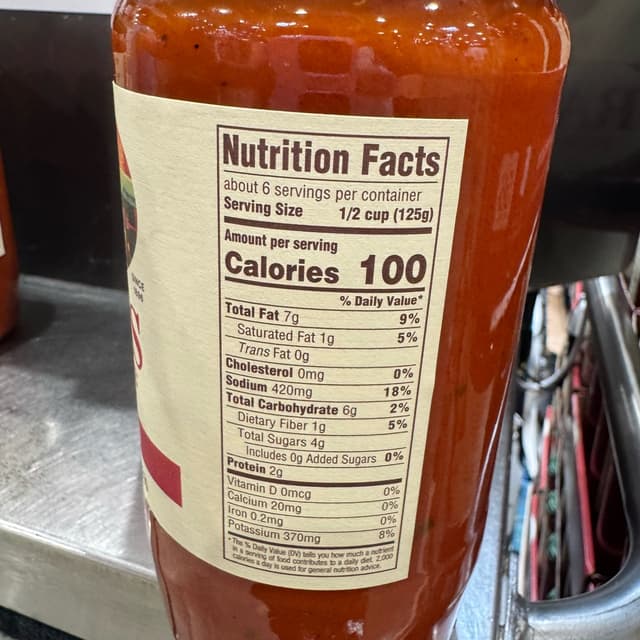 Nutrition Facts
about 6 servings per container
Serving Size 1/2 cup (125g)
Amount per serving
Calories 100
% Daily Value*
Total Fat 7g 9%
Saturated Fat 1g 5%
Trans Fat 0g
Cholesterol 0mg 0%
Sodium 420mg 18%
Total Carbohydrate 6g 2%
Dietary Fiber 1g 5%
Total Sugars 4g
Includes 0g Added Sugars 0%
Protein 2g
Vitamin D 0mcg 0%
Calcium 20mg 0%
Iron 0.2mg 0%
Potassium 370mg 8%
*The % Daily Value (DV) tells you how much a nutrient
in a serving of food contributes to a daily diet. 2,000
calories a day is used for general nutrition advice.
SINCE
S